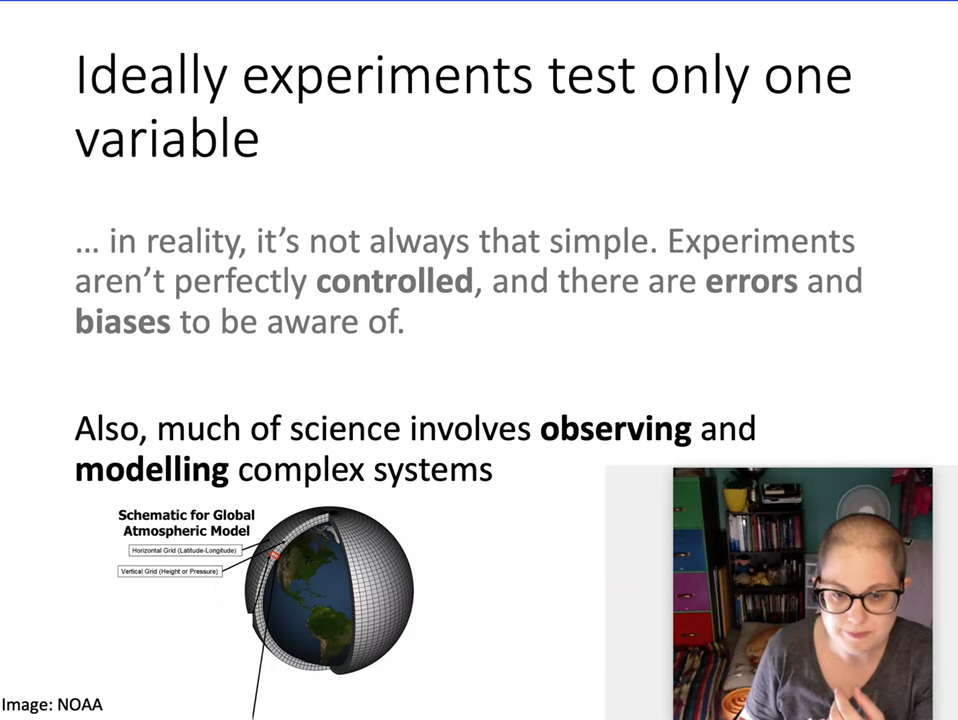 Ideally experiments test only one
variable
... in reality, it's not always that simple. Experiments
aren't perfectly controlled, and there are errors and
biases to be aware of.
Also, much of science involves observing and
modelling complex systems
Schematic for Global
Atmospheric Model
Horizontal Grid (Latitude-Longitude)
Vertical Grid (Height or Pressure)
Image: NOAA